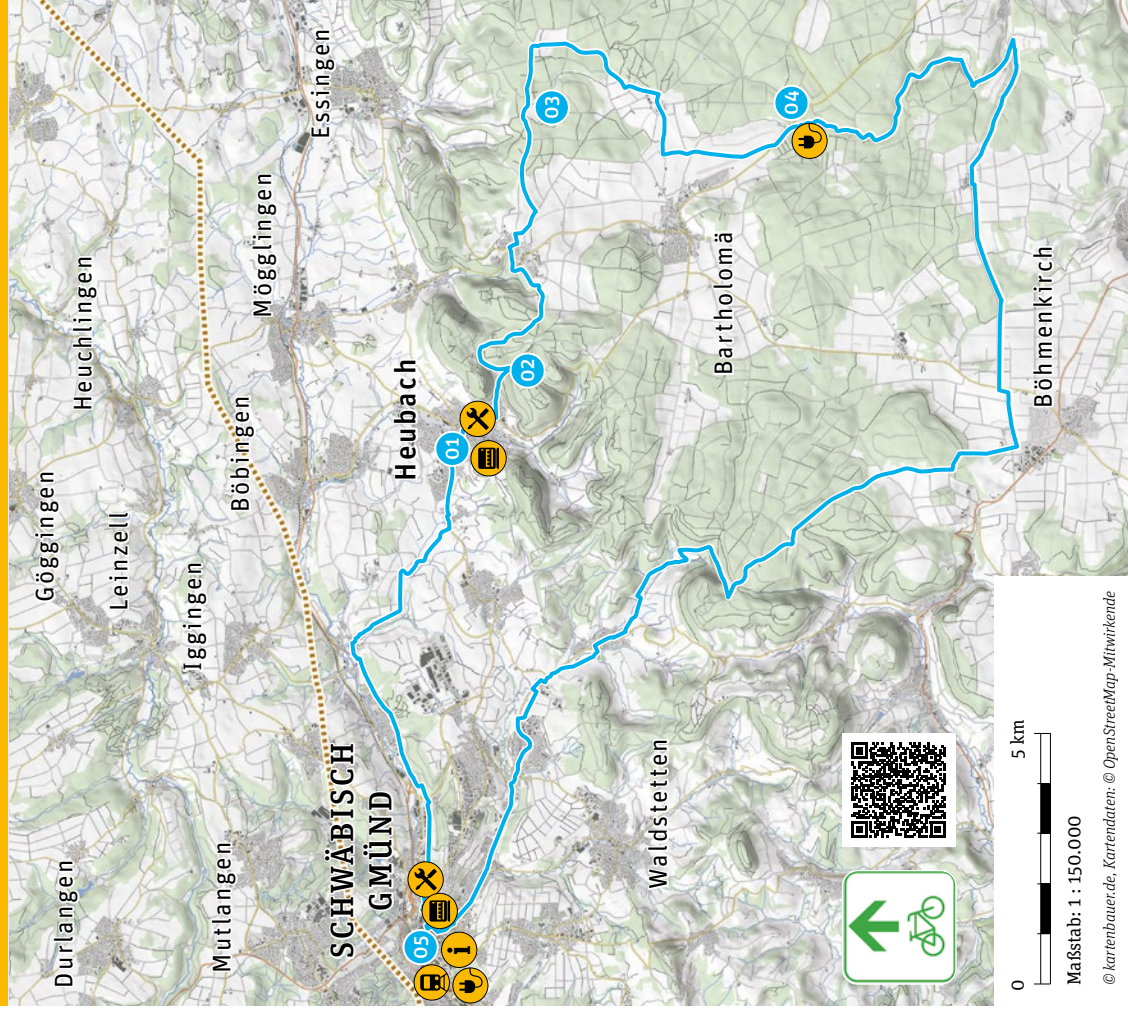 Göggingen
Heuchlingen
Leinzell
Essingen
Iggingen
Mögglingen
Böbingen
Durlangen
Mutlangen
SCHWÄBISCH
GMÜND
Heubach
01
02
03
04
05
i
Bartholomä
Waldstetten
Böhmenkirch
0
5 km
Maßstab: 1 : 150.000
© kartenbauer.de, Kartendaten: © OpenStreetMap-Mitwirkende